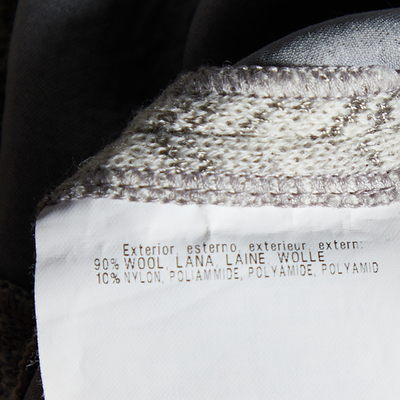 Exterior, esterno, exterieur, extern:
90% WOOL, LANA, LAINE, WOLLE
10% NYLON, POLIAMMIDE, POLYAMIDE, POLYAMID